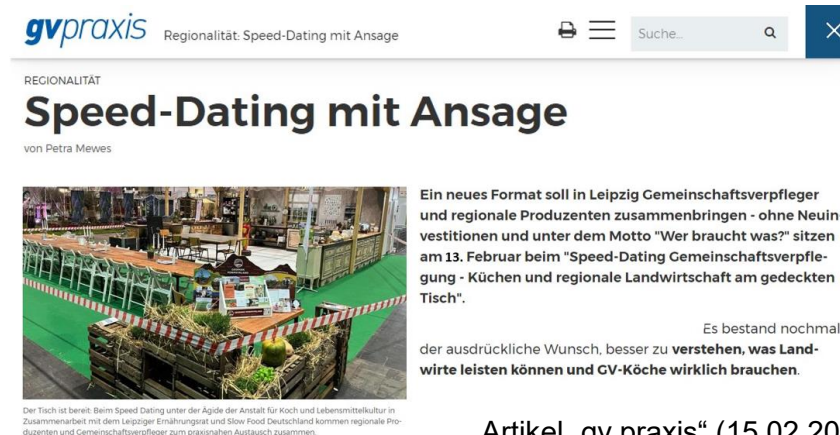 gvpraxis Regionalität: Speed-Dating mit Ansage Suche...
REGIONALITÄT
Speed-Dating mit Ansage
von Petra Mewes
Ein neues Format soll in Leipzig Gemeinschaftsverpfleger
und regionale Produzenten zusammenbringen - ohne Neuin-
vestitionen und unter dem Motto "Wer braucht was?" sitzen
am 13. Februar beim "Speed-Dating Gemeinschaftsverpfle-
gung - Küchen und regionale Landwirtschaft am gedeckten
Tisch".
Es bestand nochmal
der ausdrückliche Wunsch, besser zu verstehen, was Land-
wirte leisten können und GV-Köche wirklich brauchen.
Der Tisch ist bereit: Beim Speed Dating unter der Ägide der Anstalt für Koch und Lebensmittelkultur in
Zusammenarbeit mit dem Leipziger Ernährungsrat und Slow Food Deutschland kommen regionale Pro-
duzenten und Gemeinschaftsverpfleger zum praxisnahen Austausch zusammen.
Artikel „gv praxis“ (15.02.20